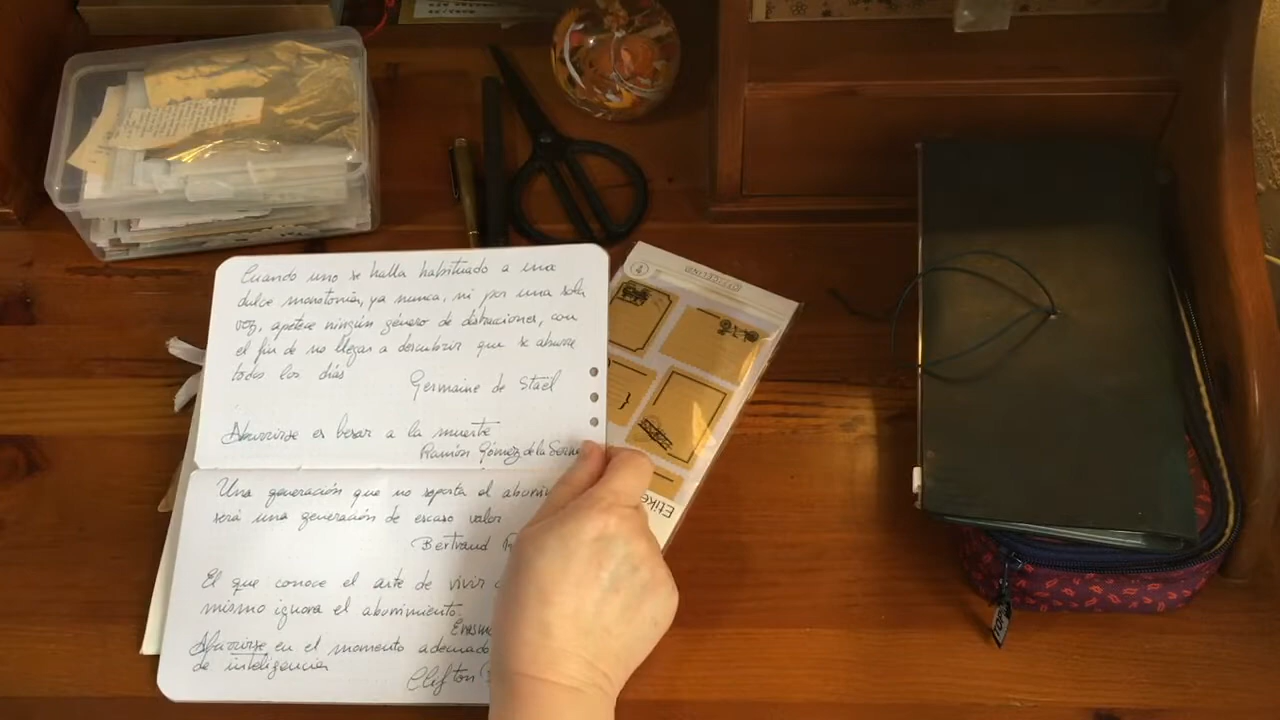 Cuando uno se halla habituado a una
dulce monotonía, ya nunca, ni por una sola
vez, apetece ningún género de distracciones, con
el fin de no llegar a descubrir que se aburre
todos los días
Germaine de Staël
Aburrirse es besar a la muerte
Ramón Gómez de la Serna
Una generación que no soporta el
será una generación de escaso valor
Bertrand
El que conoce el arte de vivir
mismo ignora el aburrimiento.
Aburrirse en el momento adecuado
de inteligencia
Clifton
4